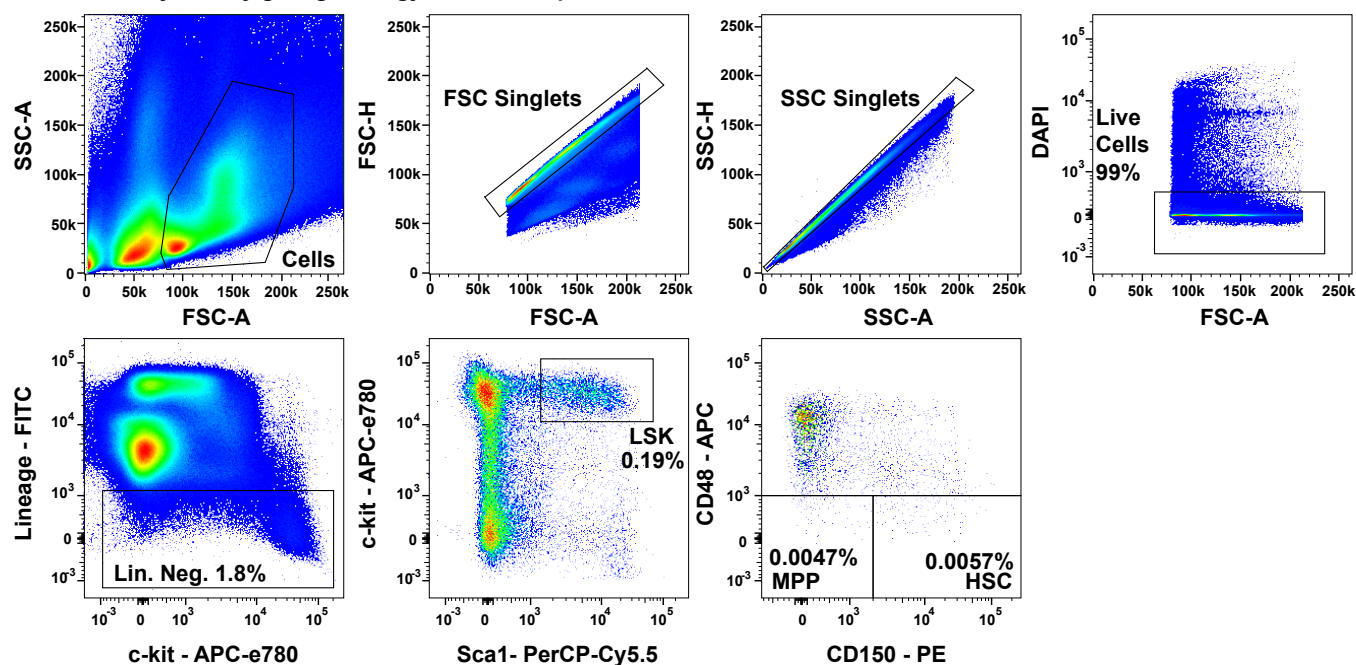 250k
200k
150k
100k
50k
0
SSC-A
Cells
0
50k
100k
150k
200k
250k
FSC-A
250k
200k
150k
100k
50k
0
FSC-H
FSC Singlets
0
50k
100k
150k
200k
250k
FSC-A
250k
200k
150k
100k
50k
0
SSC-H
SSC Singlets
0
50k
100k
150k
200k
250k
SSC-A
10^5
10^4
10^3
0
-10^3
DAPI
Live
Cells
99%
0
50k
100k
150k
200k
250k
FSC-A
10^5
10^4
10^3
0
-10^3
Lineage - FITC
Lin. Neg. 1.8%
-10^3
0
10^3
10^4
10^5
c-kit - APC-e780
10^5
10^4
10^3
0
-10^3
c-kit - APC-e780
LSK
0.19%
-10^3
0
10^3
10^4
10^5
Sca1- PerCP-Cy5.5
10^5
10^4
10^3
0
-10^3
CD48 - APC
0.0047%
MPP
0.0057%
HSC
0
10^3
10^4
10^5
CD150 - PE